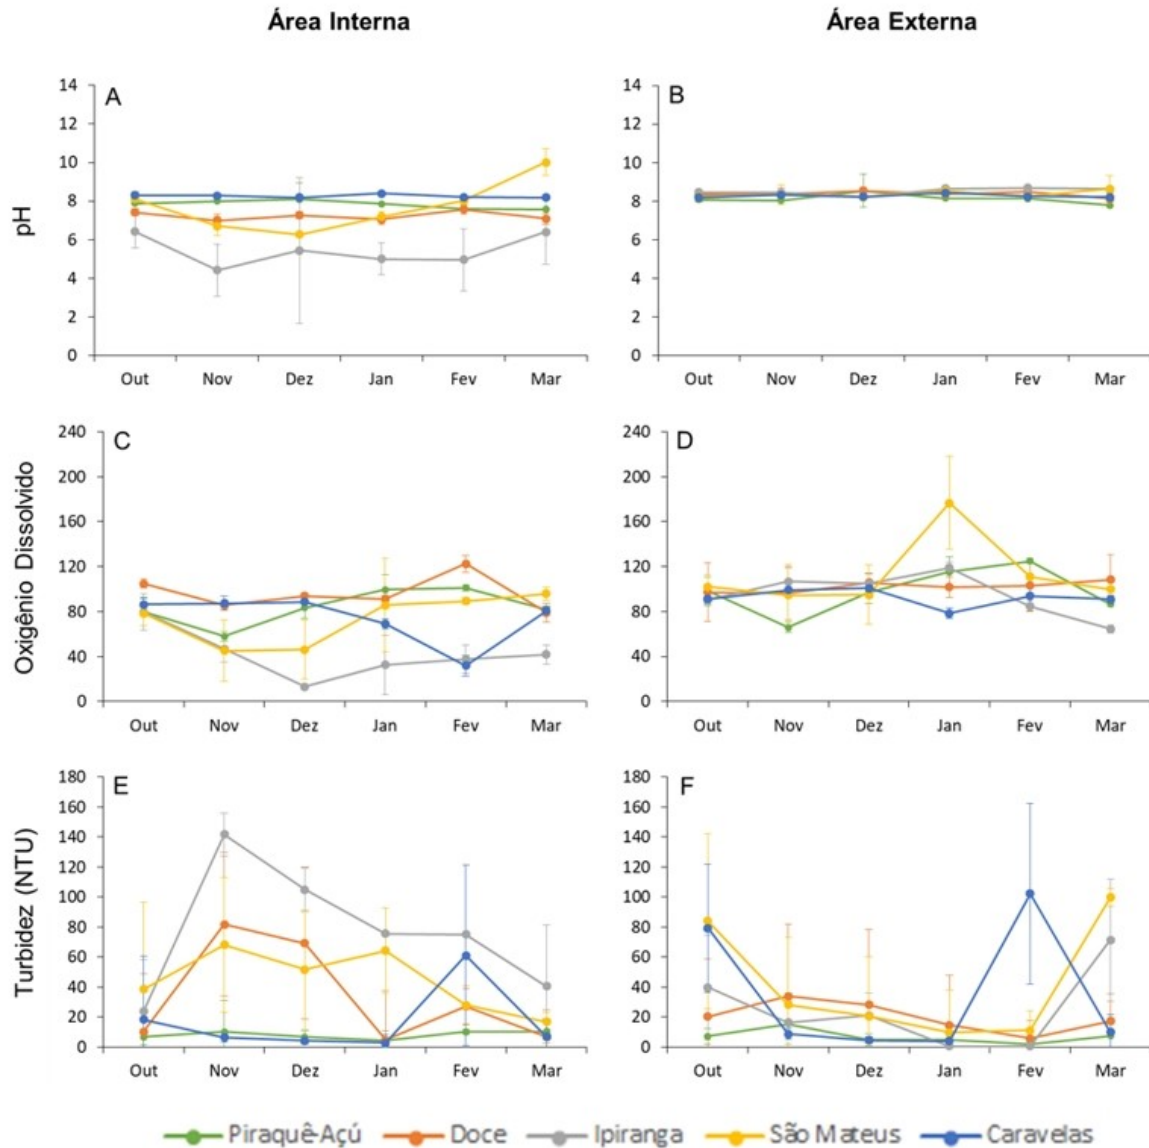 Área Interna Área Externa
A B
pH
14 14
12 12
10 10
8 8
6 6
4 4
2 2
0 0
Out Nov Dez Jan Fev Mar Out Nov Dez Jan Fev Mar
C D
Oxigênio Dissolvido
240 240
200 200
160 160
120 120
80 80
40 40
0 0
Out Nov Dez Jan Fev Mar Out Nov Dez Jan Fev Mar
E F
Turbidez (NTU)
180 180
160 160
140 140
120 120
100 100
80 80
60 60
40 40
20 20
0 0
Out Nov Dez Jan Fev Mar Out Nov Dez Jan Fev Mar
Piraquê-Açú Doce Ipiranga São Mateus Caravelas